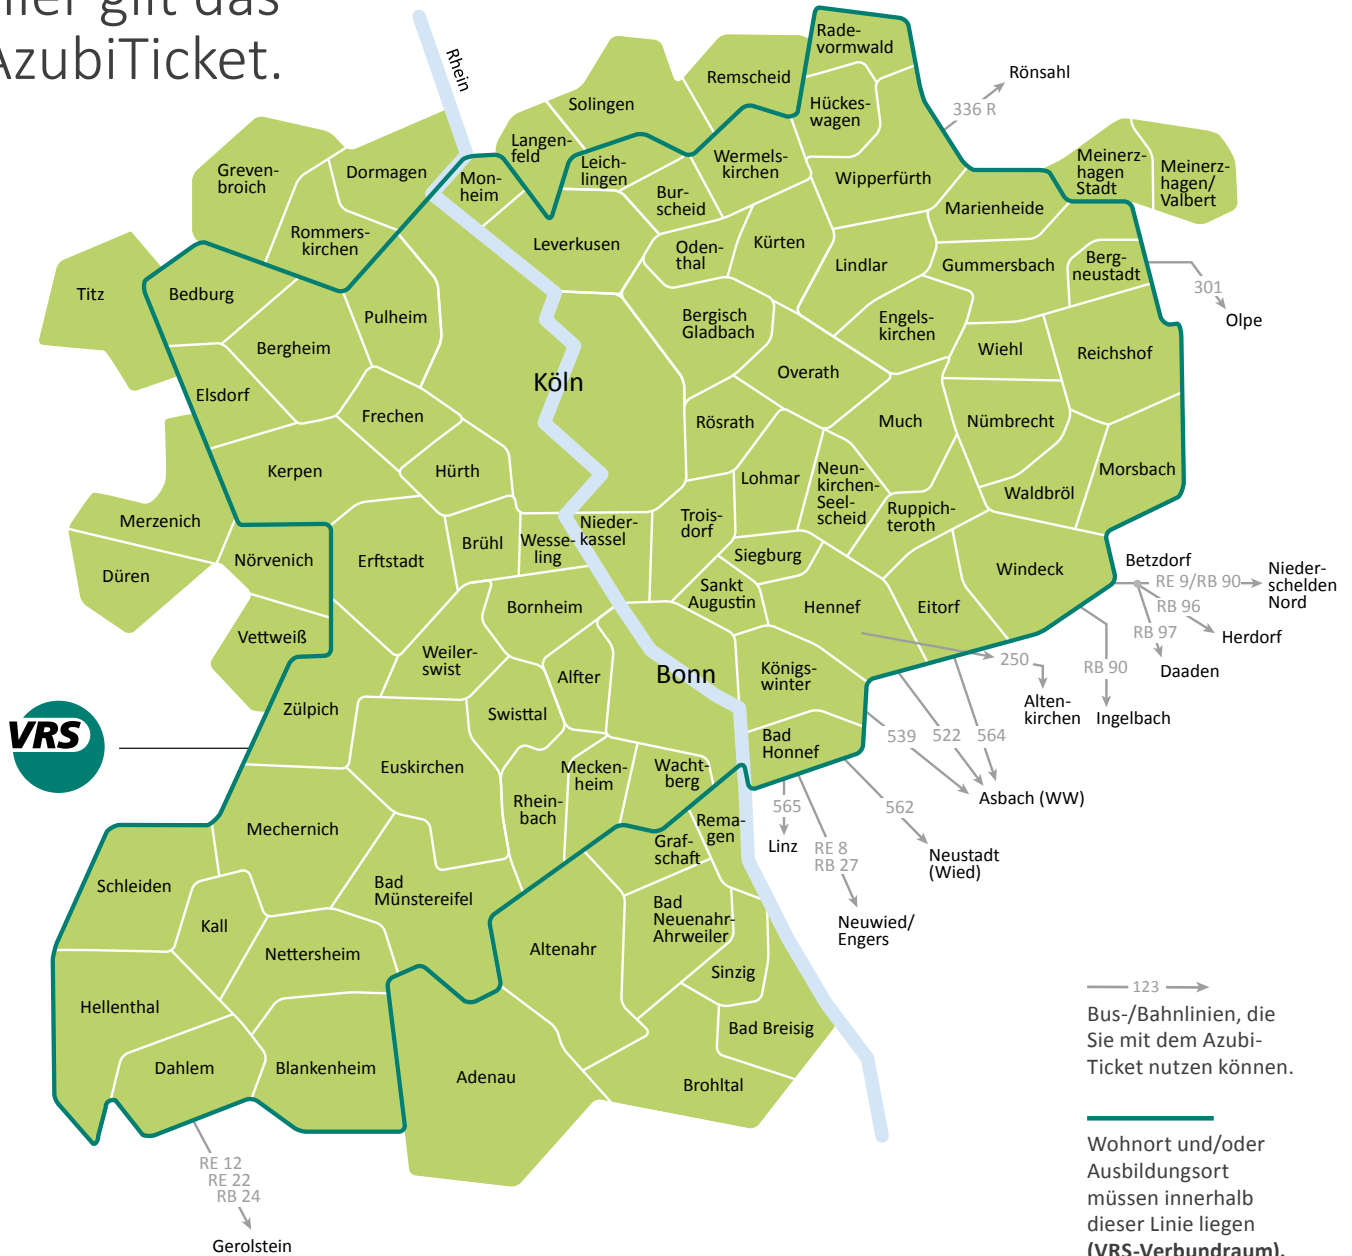 hier gilt das
AzubiTicket.
Rhein
Rade-
vormwald
Rönsahl
336 R
Remscheid
Solingen
Hückes-
wagen
Langen-
feld
Leich-
lingen
Wermels-
kirchen
Greven-
broich
Dormagen
Mon-
heim
Bur-
scheid
Wipperfürth
Meinerz-
hagen
Stadt
Meinerz-
hagen/
Valbert
Marienheide
Rommers-
kirchen
Leverkusen
Oden-
thal
Kürten
Lindlar
Gummersbach
Berg-
neustadt
Titz
Bedburg
Pulheim
301
Olpe
Bergisch
Gladbach
Engels-
kirchen
Wiehl
Reichshof
Bergheim
Köln
Overath
Elsdorf
Frechen
Rösrath
Much
Nümbrecht
Kerpen
Hürth
Lohmar
Neun-
kirchen-
Seel-
scheid
Morsbach
Waldbröl
Ruppich-
teroth
Merzenich
Düren
Nörvenich
Erftstadt
Brühl
Wesse-
ling
Nieder-
kassel
Trois-
dorf
Siegburg
Windeck
Betzdorf
RE 9/RB 90
Nieder-
schelden
Nord
RB 96
Herdorf
RB 97
Daaden
RB 90
Ingelbach
250
Alten-
kirchen
Sankt
Augustin
Hennef
Eitorf
Bornheim
Vettweiß
Weiler-
swist
Alfter
Bonn
Königs-
winter
VRS
Zülpich
Swisttal
Bad
Honnef
539
522
564
Asbach (WW)
Euskirchen
Mecken-
heim
Wacht-
berg
Rhein-
bach
565
Linz
RE 8
RB 27
Neuwied/
Engers
562
Neustadt
(Wied)
Mechernich
Rema-
gen
Graf-
schaft
Schleiden
Bad
Münstereifel
Kall
Bad
Neuenahr-
Ahrweiler
Nettersheim
Altenahr
Sinzig
Hellenthal
Bad Breisig
Dahlem
Blankenheim
Adenau
Brohltal
RE 12
RE 22
RB 24
Gerolstein
123
Bus-/Bahnlinien, die
Sie mit dem Azubi-
Ticket nutzen können.
Wohnort und/oder
Ausbildungsort
müssen innerhalb
dieser Linie liegen
(VRS-Verbundraum).